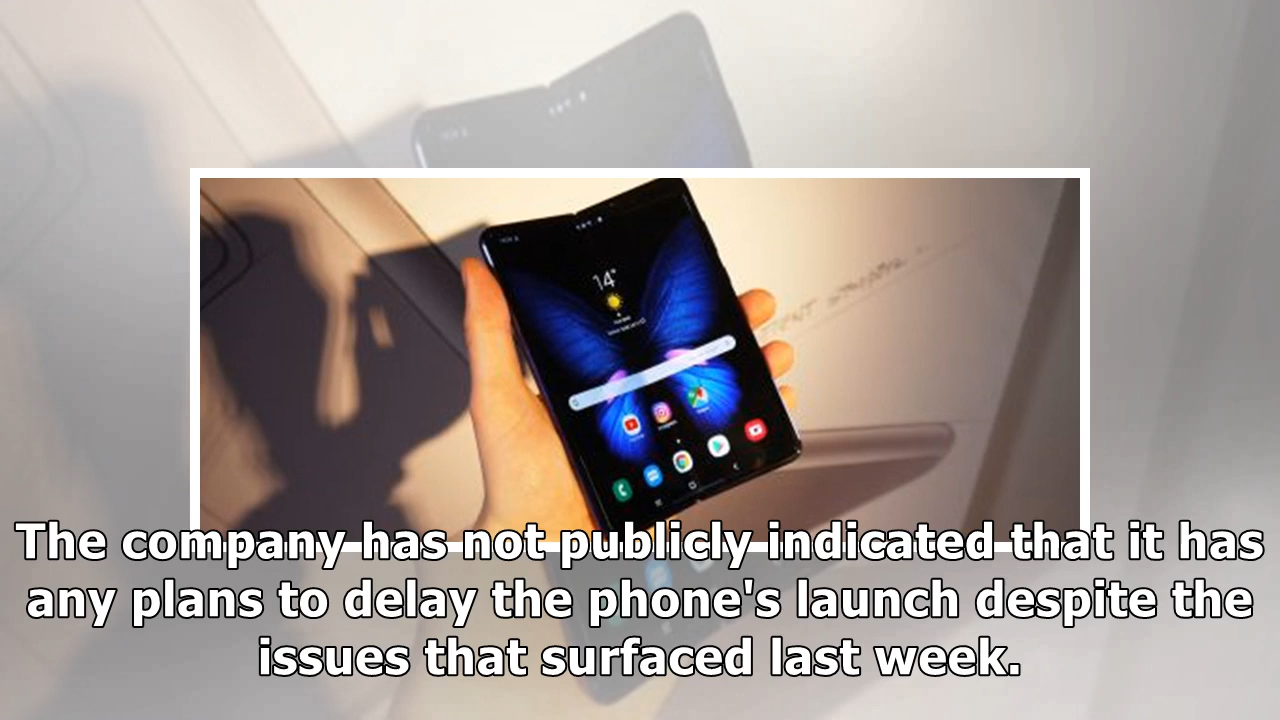 14°
The company has not publicly indicated that it has
any plans to delay the phone's launch despite the
issues that surfaced last week.